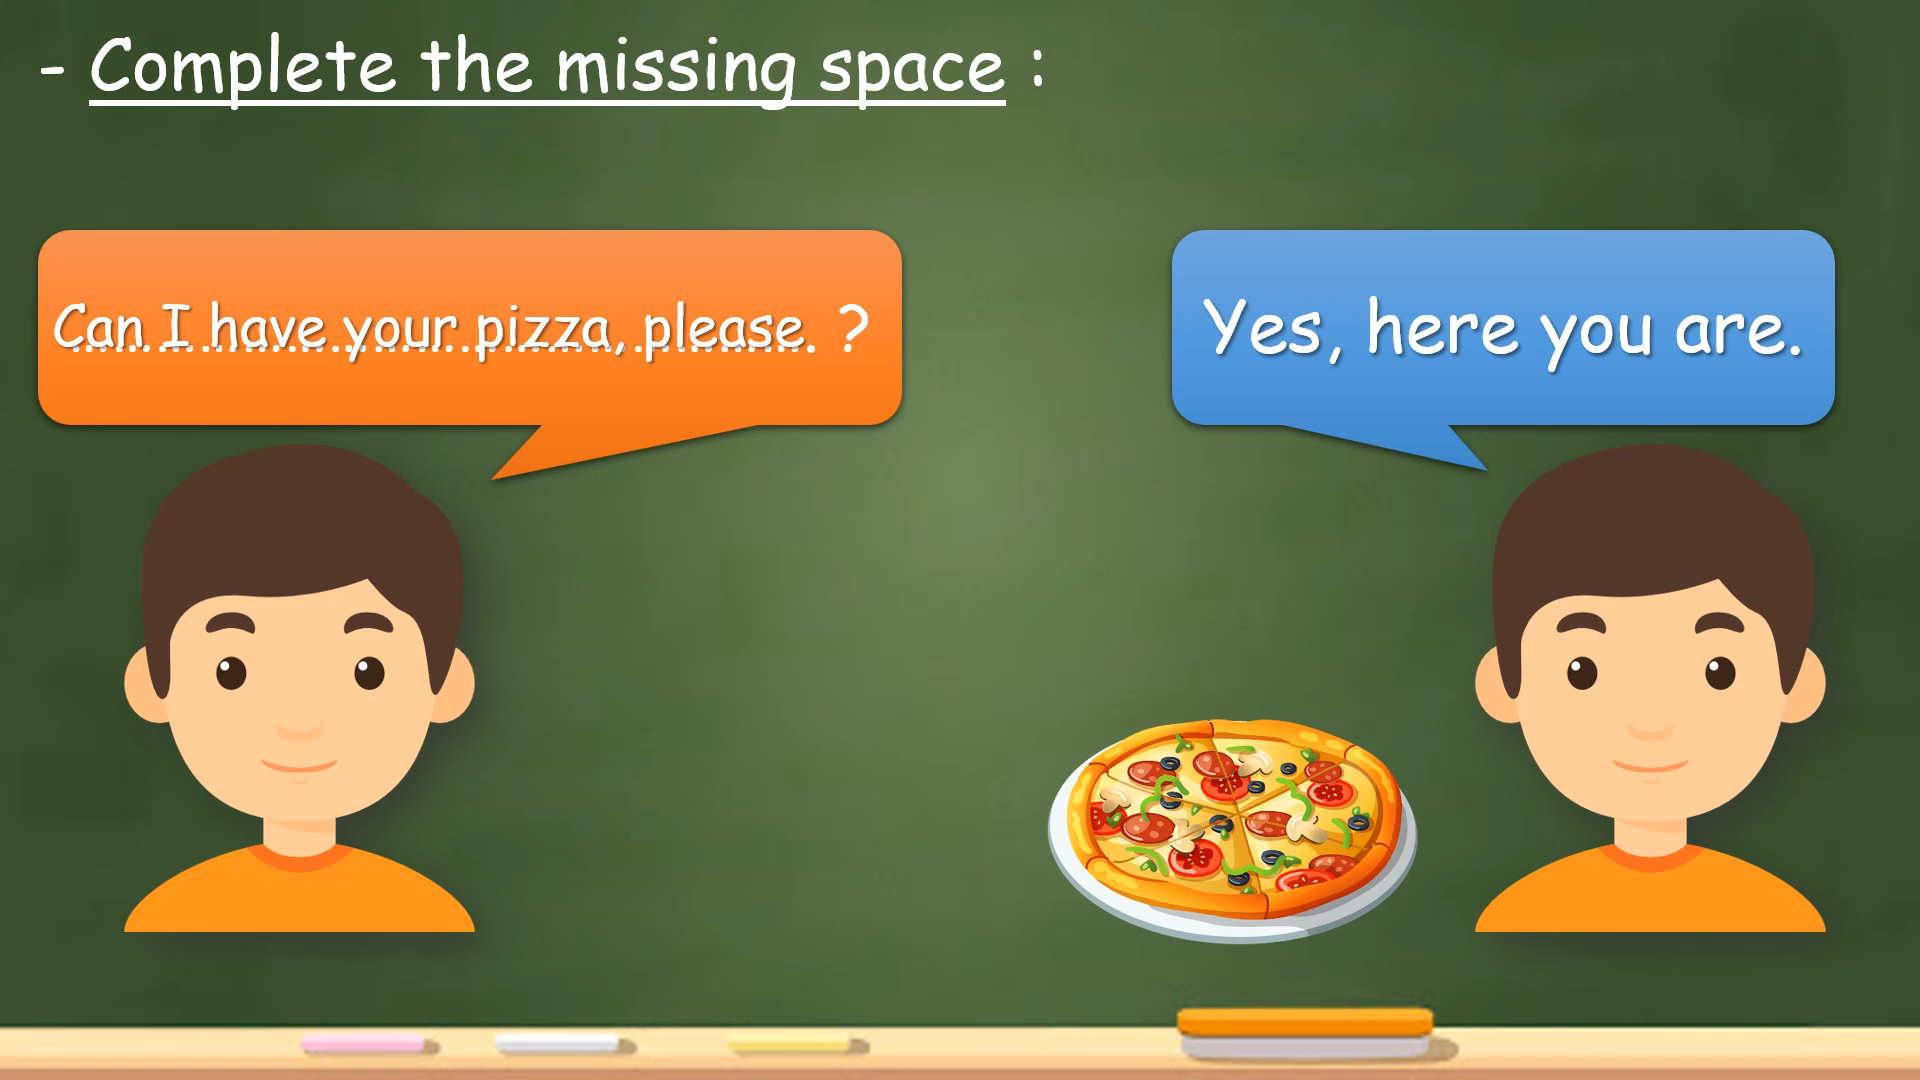 - Complete the missing space :
Can I have your pizza, please. ?
Yes, here you are.